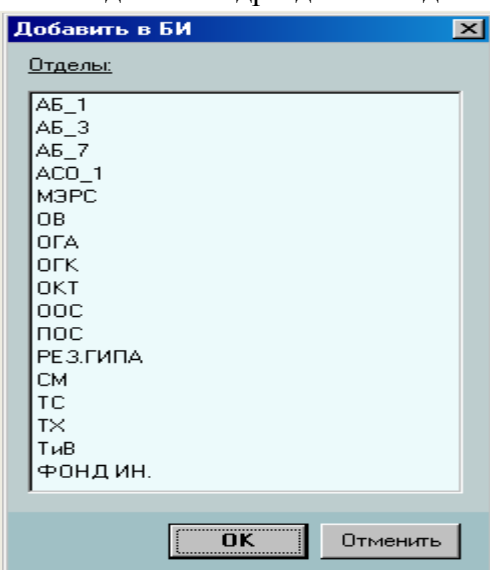 Добавить в БИ
Отделы:
АБ_1
АБ_3
АБ_7
АСО_1
МЭРС
ОВ
ОГА
ОГК
ОКТ
ООС
ПОС
РЕЗ.ГИПА
СМ
ТС
ТХ
ТиВ
ФОНД ИН.
OK
Отменить